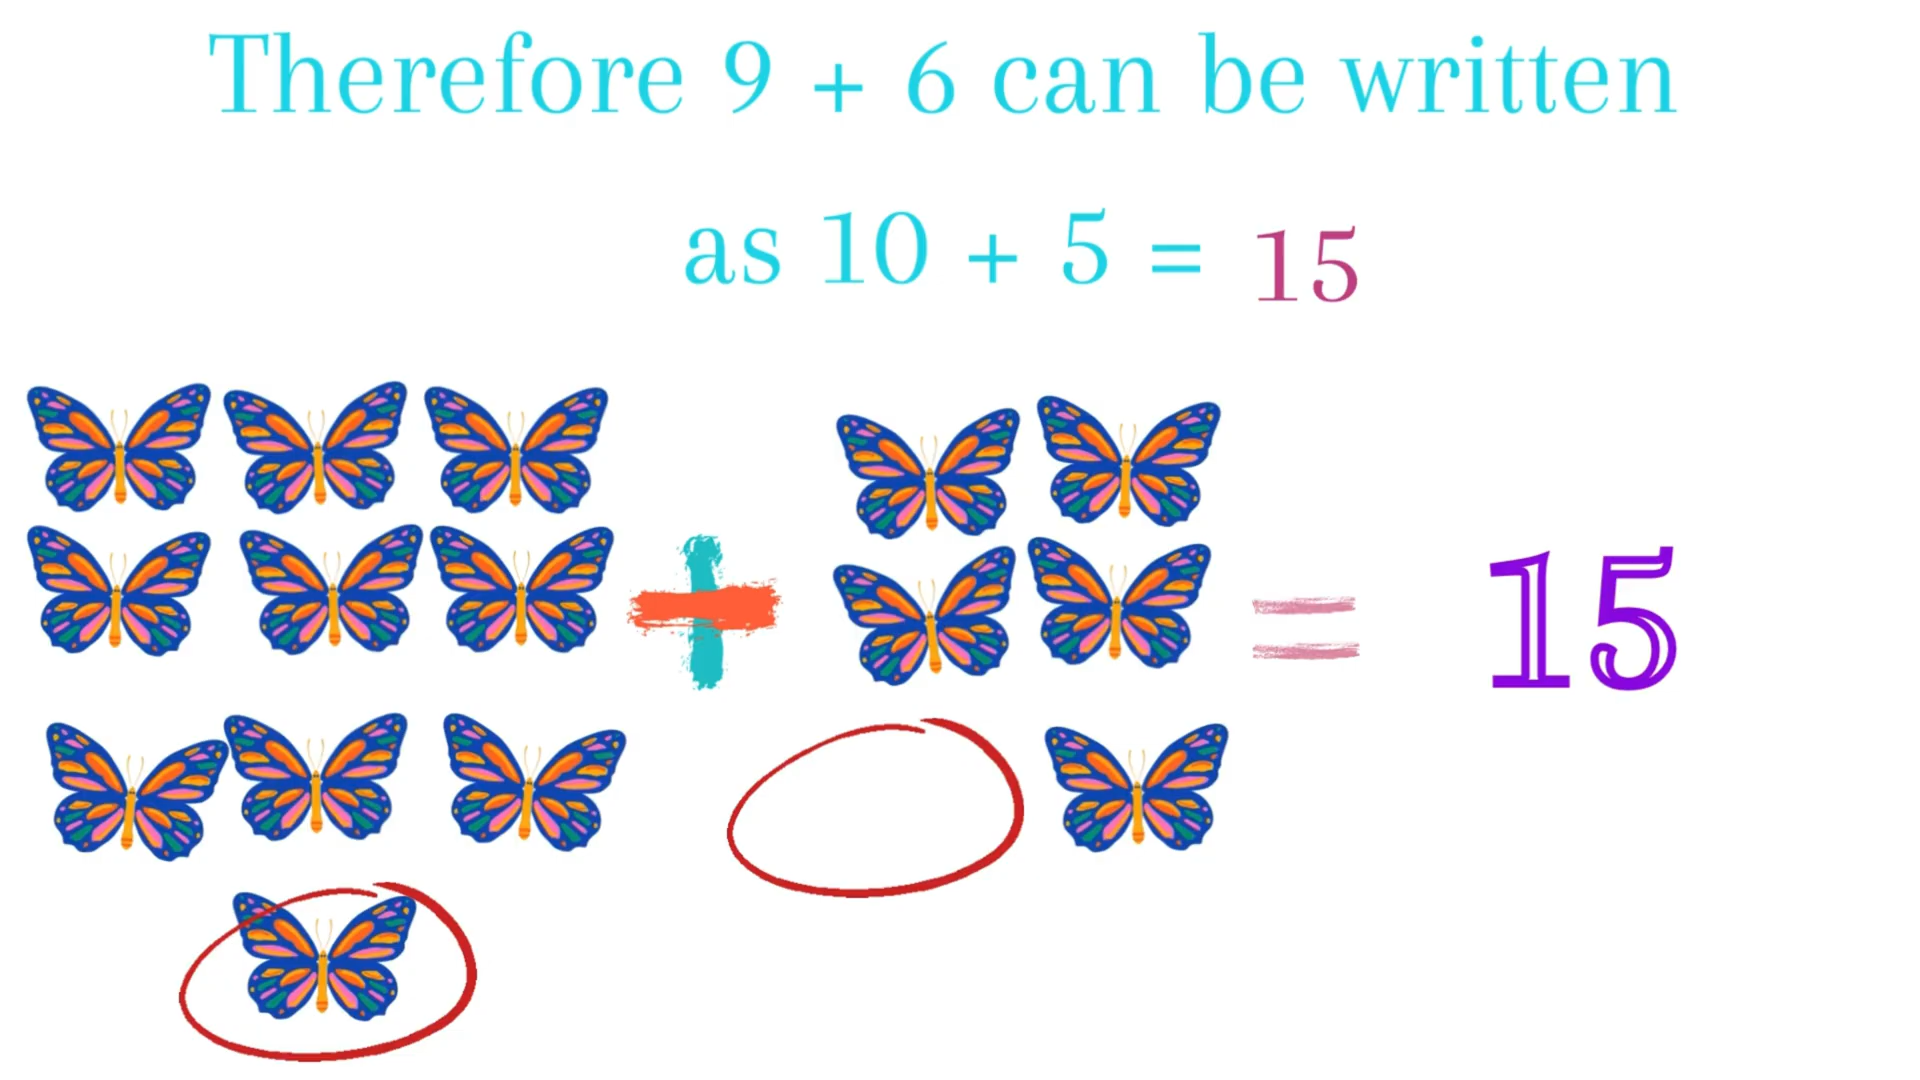 Therefore 9 + 6 can be written
as 10 + 5 = 15
+ = 15